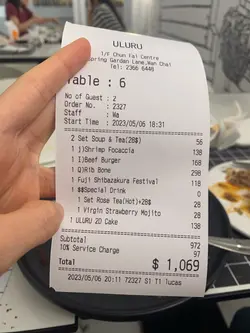 ULURU
1/F Chun Fai Centre
Spring Garden Lane,Wan Chai
Tel: 2366 6446
Table : 6
No of Guest : 2
Order No. : 2327
Staff : Wa
Start Time : 2023/05/06 18:31
2 Set Soup & Tea(28$) 56
1 j)Shrimp Focaccia 138
1 I)Beef Burger 168
1 Q)Rib Bone 298
1 Fuji Shibazakura Festival 118
1 $$Special Drink 0
1 Set Rose Tea(Hot)+28$ 28
1 Virgin Strawberry Mojito 28
1 ULURU 2D Cake 138
Subtotal 972
10% Service Charge 97
Total $ 1,069
2023/05/06 20:11 72327 S1 T1 lucas